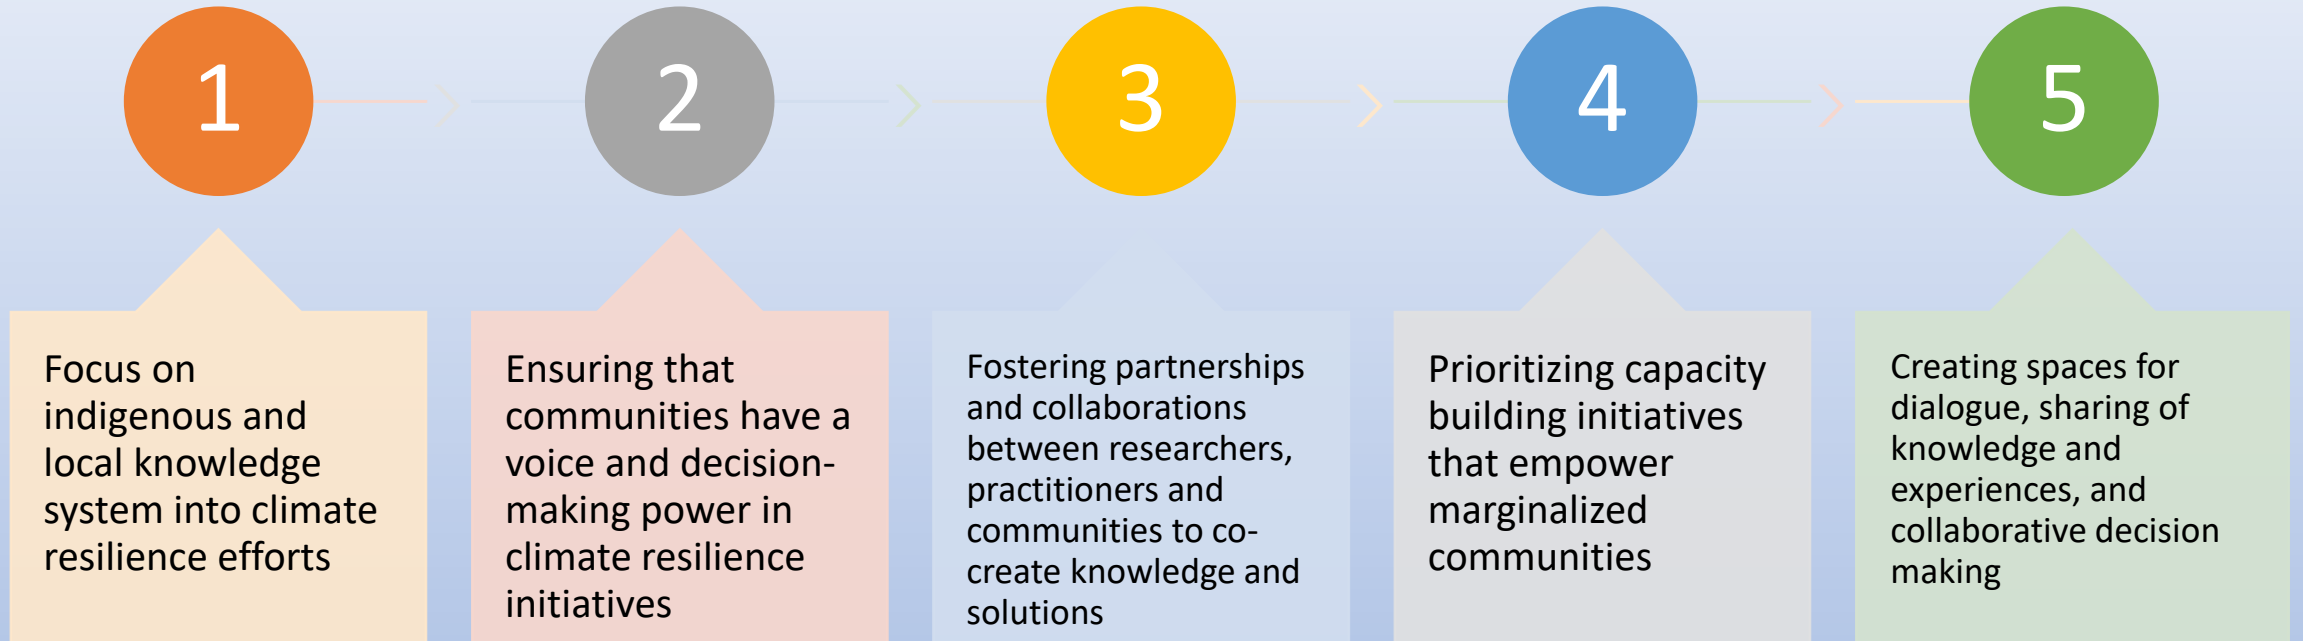 1
2
3
4
5
Focus on
indigenous and
local knowledge
system into climate
resilience efforts
Ensuring that
communities have a
voice and decision-
making power in
climate resilience
initiatives
Fostering partnerships
and collaborations
between researchers,
practitioners and
communities to co-
create knowledge and
solutions
Prioritizing capacity
building initiatives
that empower
marginalized
communities
Creating spaces for
dialogue, sharing of
knowledge and
experiences, and
collaborative decision
making